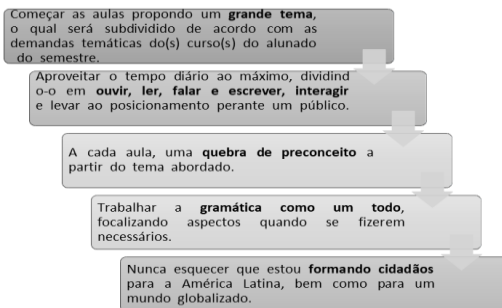 Começar as aulas propondo um grande tema,
o qual será subdividido de acordo com as
demandas temáticas do(s) curso(s) do alunado
do semestre.
Aproveitar o tempo diário ao máximo, dividind
o-o em ouvir, ler, falar e escrever, interagir
e levar ao posicionamento perante um público.
A cada aula, uma quebra de preconceito a
partir do tema abordado.
Trabalhar a gramática como um todo,
focalizando aspectos quando se fizerem
necessários.
Nunca esquecer que estou formando cidadãos
para a América Latina, bem como para um
mundo globalizado.